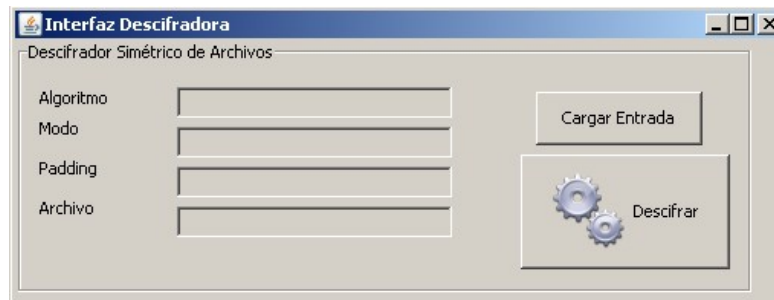 Interfaz Descifradora
Descifrador Simétrico de Archivos
Algoritmo
Modo
Padding
Archivo
Cargar Entrada
Descifrar